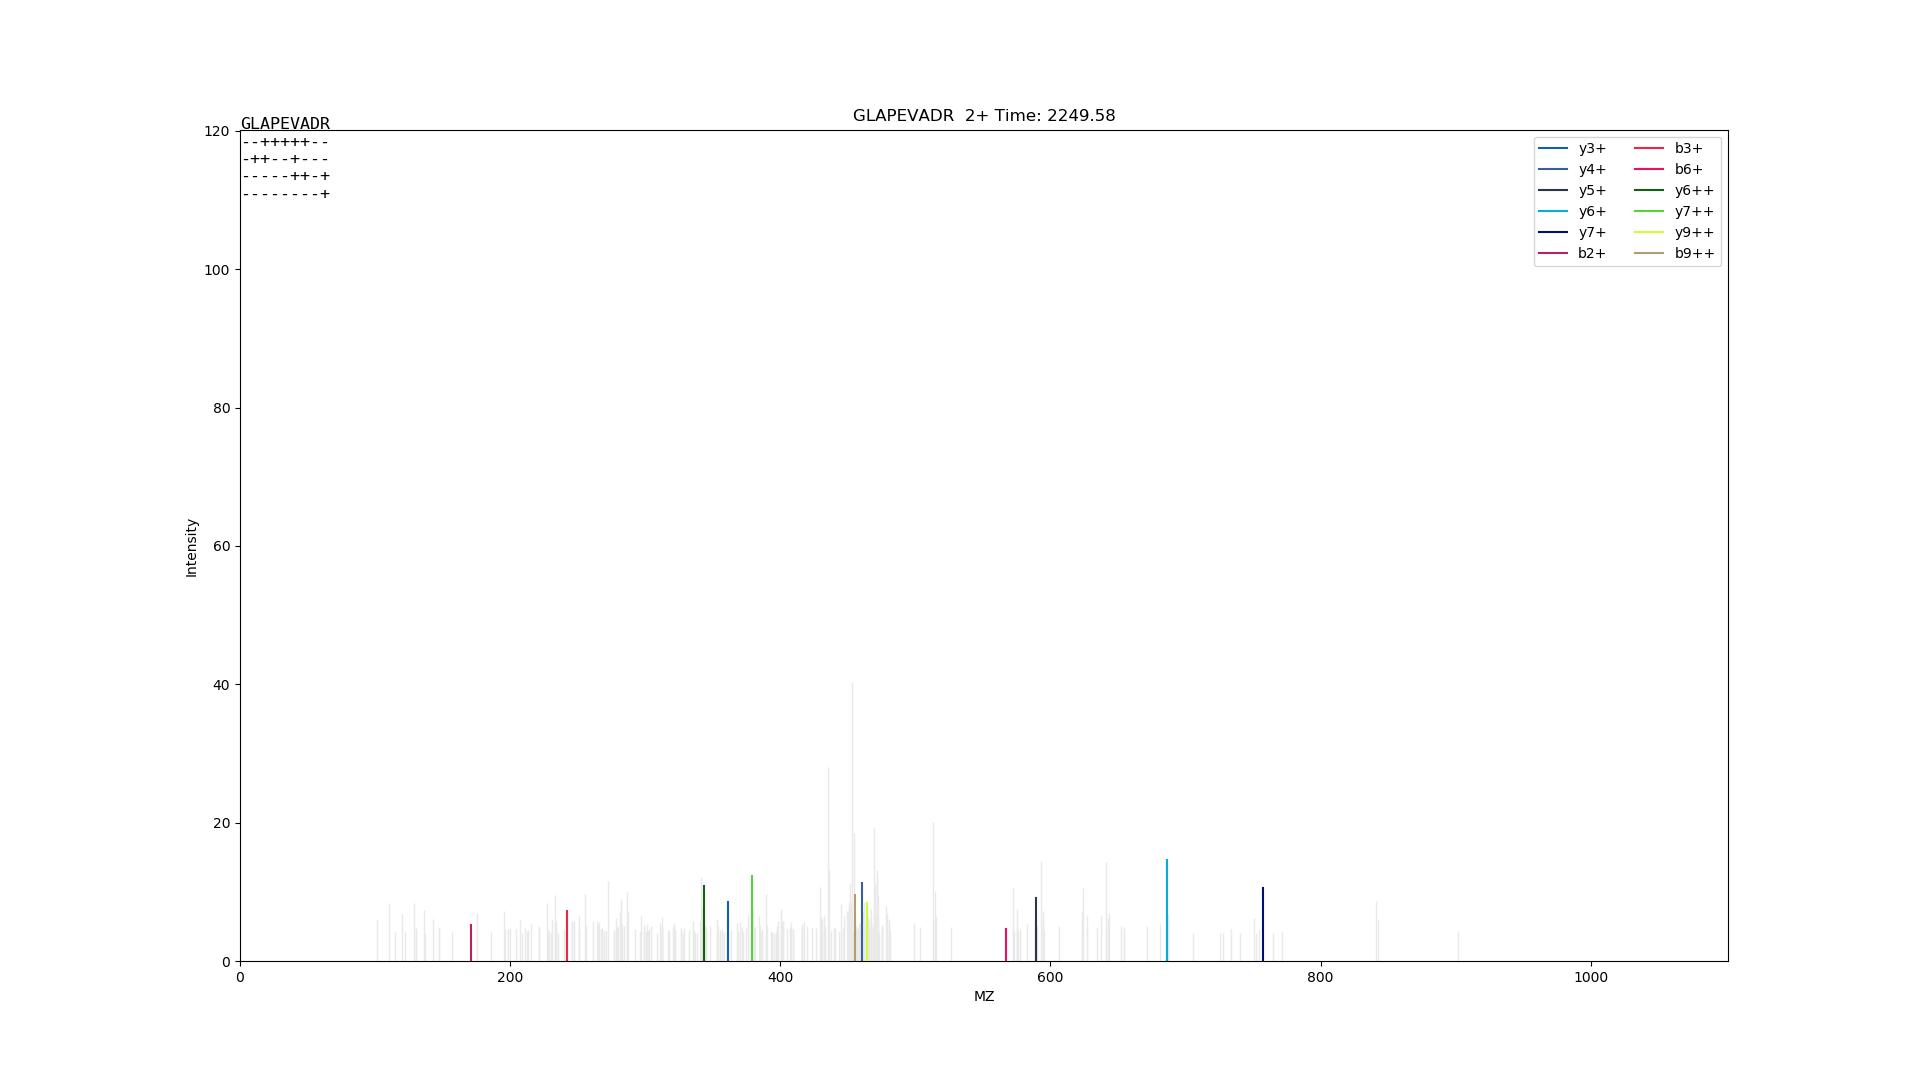 GLAPEVADR 2+ Time: 2249.58
GLAPEVADR
--+++++--
-++--+---
-----++-+
--------+
y3+
y4+
y5+
y6+
y7+
b2+
b3+
b6+
y6++
y7++
y9++
b9++
120
100
80
60
40
20
0
Intensity
0 200 400 600 800 1000
MZ